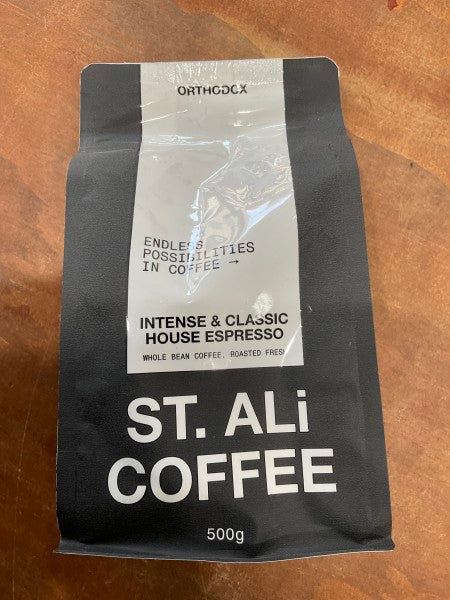 ORTHODOX
ENDLESS
POSSIBILITIES
IN COFFEE →
INTENSE & CLASSIC
HOUSE ESPRESSO
WHOLE BEAN COFFEE, ROASTED FRESH
ST. ALi
COFFEE
500g